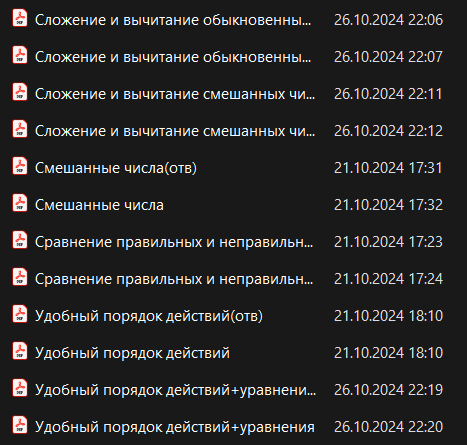 Сложение и вычитание обыкновенны... 26.10.2024 22:06
Сложение и вычитание обыкновенны... 26.10.2024 22:07
Сложение и вычитание смешанных чи... 26.10.2024 22:11
Сложение и вычитание смешанных чи... 26.10.2024 22:12
Смешанные числа(отв) 21.10.2024 17:31
Смешанные числа 21.10.2024 17:32
Сравнение правильных и неправильн... 21.10.2024 17:23
Сравнение правильных и неправильн... 21.10.2024 17:24
Удобный порядок действий(отв) 21.10.2024 18:10
Удобный порядок действий 21.10.2024 18:10
Удобный порядок действий+уравнени... 26.10.2024 22:19
Удобный порядок действий+уравнения 26.10.2024 22:20